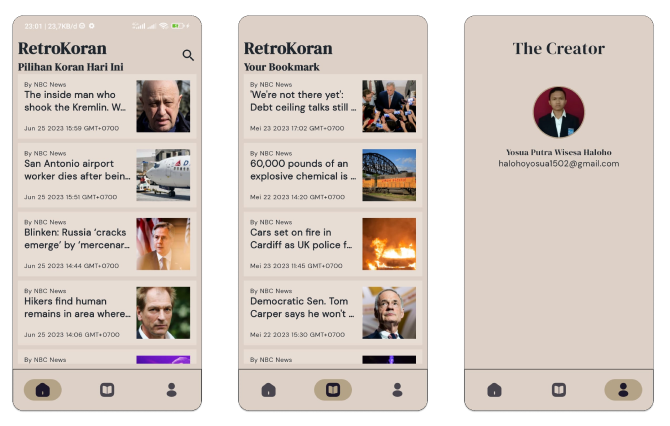 23:51 | 23,7KB/d
RetroKoran
Pilihan Koran Hari Ini
By NBC News
The inside man who
shook the Kremlin. W...
Jun 25 2023 15:59 GMT+0700
By NBC News
San Antonio airport
worker dies after bein...
Jun 25 2023 15:51 GMT+0700
By NBC News
Blinken: Russia ‘cracks
emerge’ by ‘mercenar...
Jun 25 2023 14:44 GMT+0700
By NBC News
Hikers find human
remains in area where...
Jun 25 2023 14:06 GMT+0700
By NBC News
RetroKoran
Your Bookmark
By NBC News
'We're not there yet':
Debt ceiling talks still ...
Mei 23 2023 17:02 GMT+0700
By NBC News
60,000 pounds of an
explosive chemical is ...
Mei 22 2023 14:20 GMT+0700
By NBC News
Cars set on fire in
Cardiff as UK police f...
Mei 23 2023 11:45 GMT+0700
By NBC News
Democratic Sen. Tom
Carper says he won't ...
Mei 22 2023 15:30 GMT+0700
By NBC News
The Creator
Yosua Putra Wisesa Haloho
halohoyosua1502@gmail.com